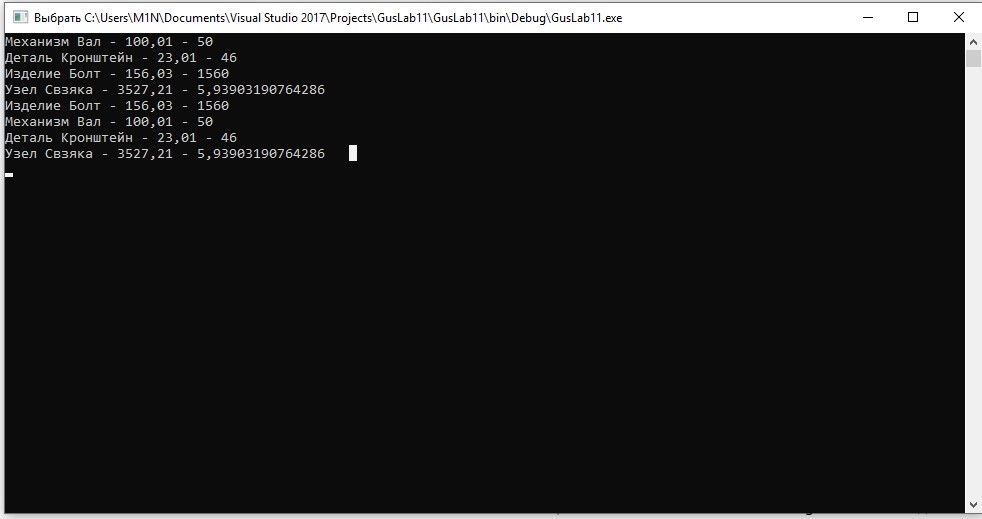 Выбрать C:\Users\M1N\Documents\Visual Studio 2017\Projects\GusLab11\GusLab11\bin\Debug\GusLab11.exe
Механизм Вал - 100,01 - 50
Деталь Кронштейн - 23,01 - 46
Изделие Болт - 156,03 - 1560
Узел Свзяка - 3527,21 - 5,93903190764286
Изделие Болт - 156,03 - 1560
Механизм Вал - 100,01 - 50
Деталь Кронштейн - 23,01 - 46
Узел Свзяка - 3527,21 - 5,93903190764286